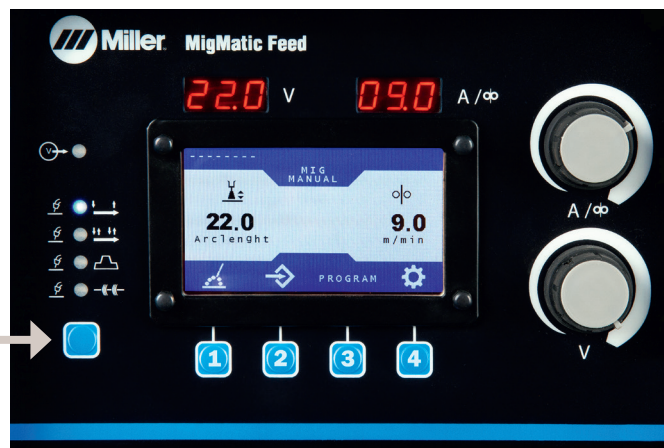 Miller MigMatic Feed
22.0 V 09.0 A /
V
MIG
MANUAL
22.0 9.0
Arclenght m/min
PROGRAM
A /
1 2 3 4
V